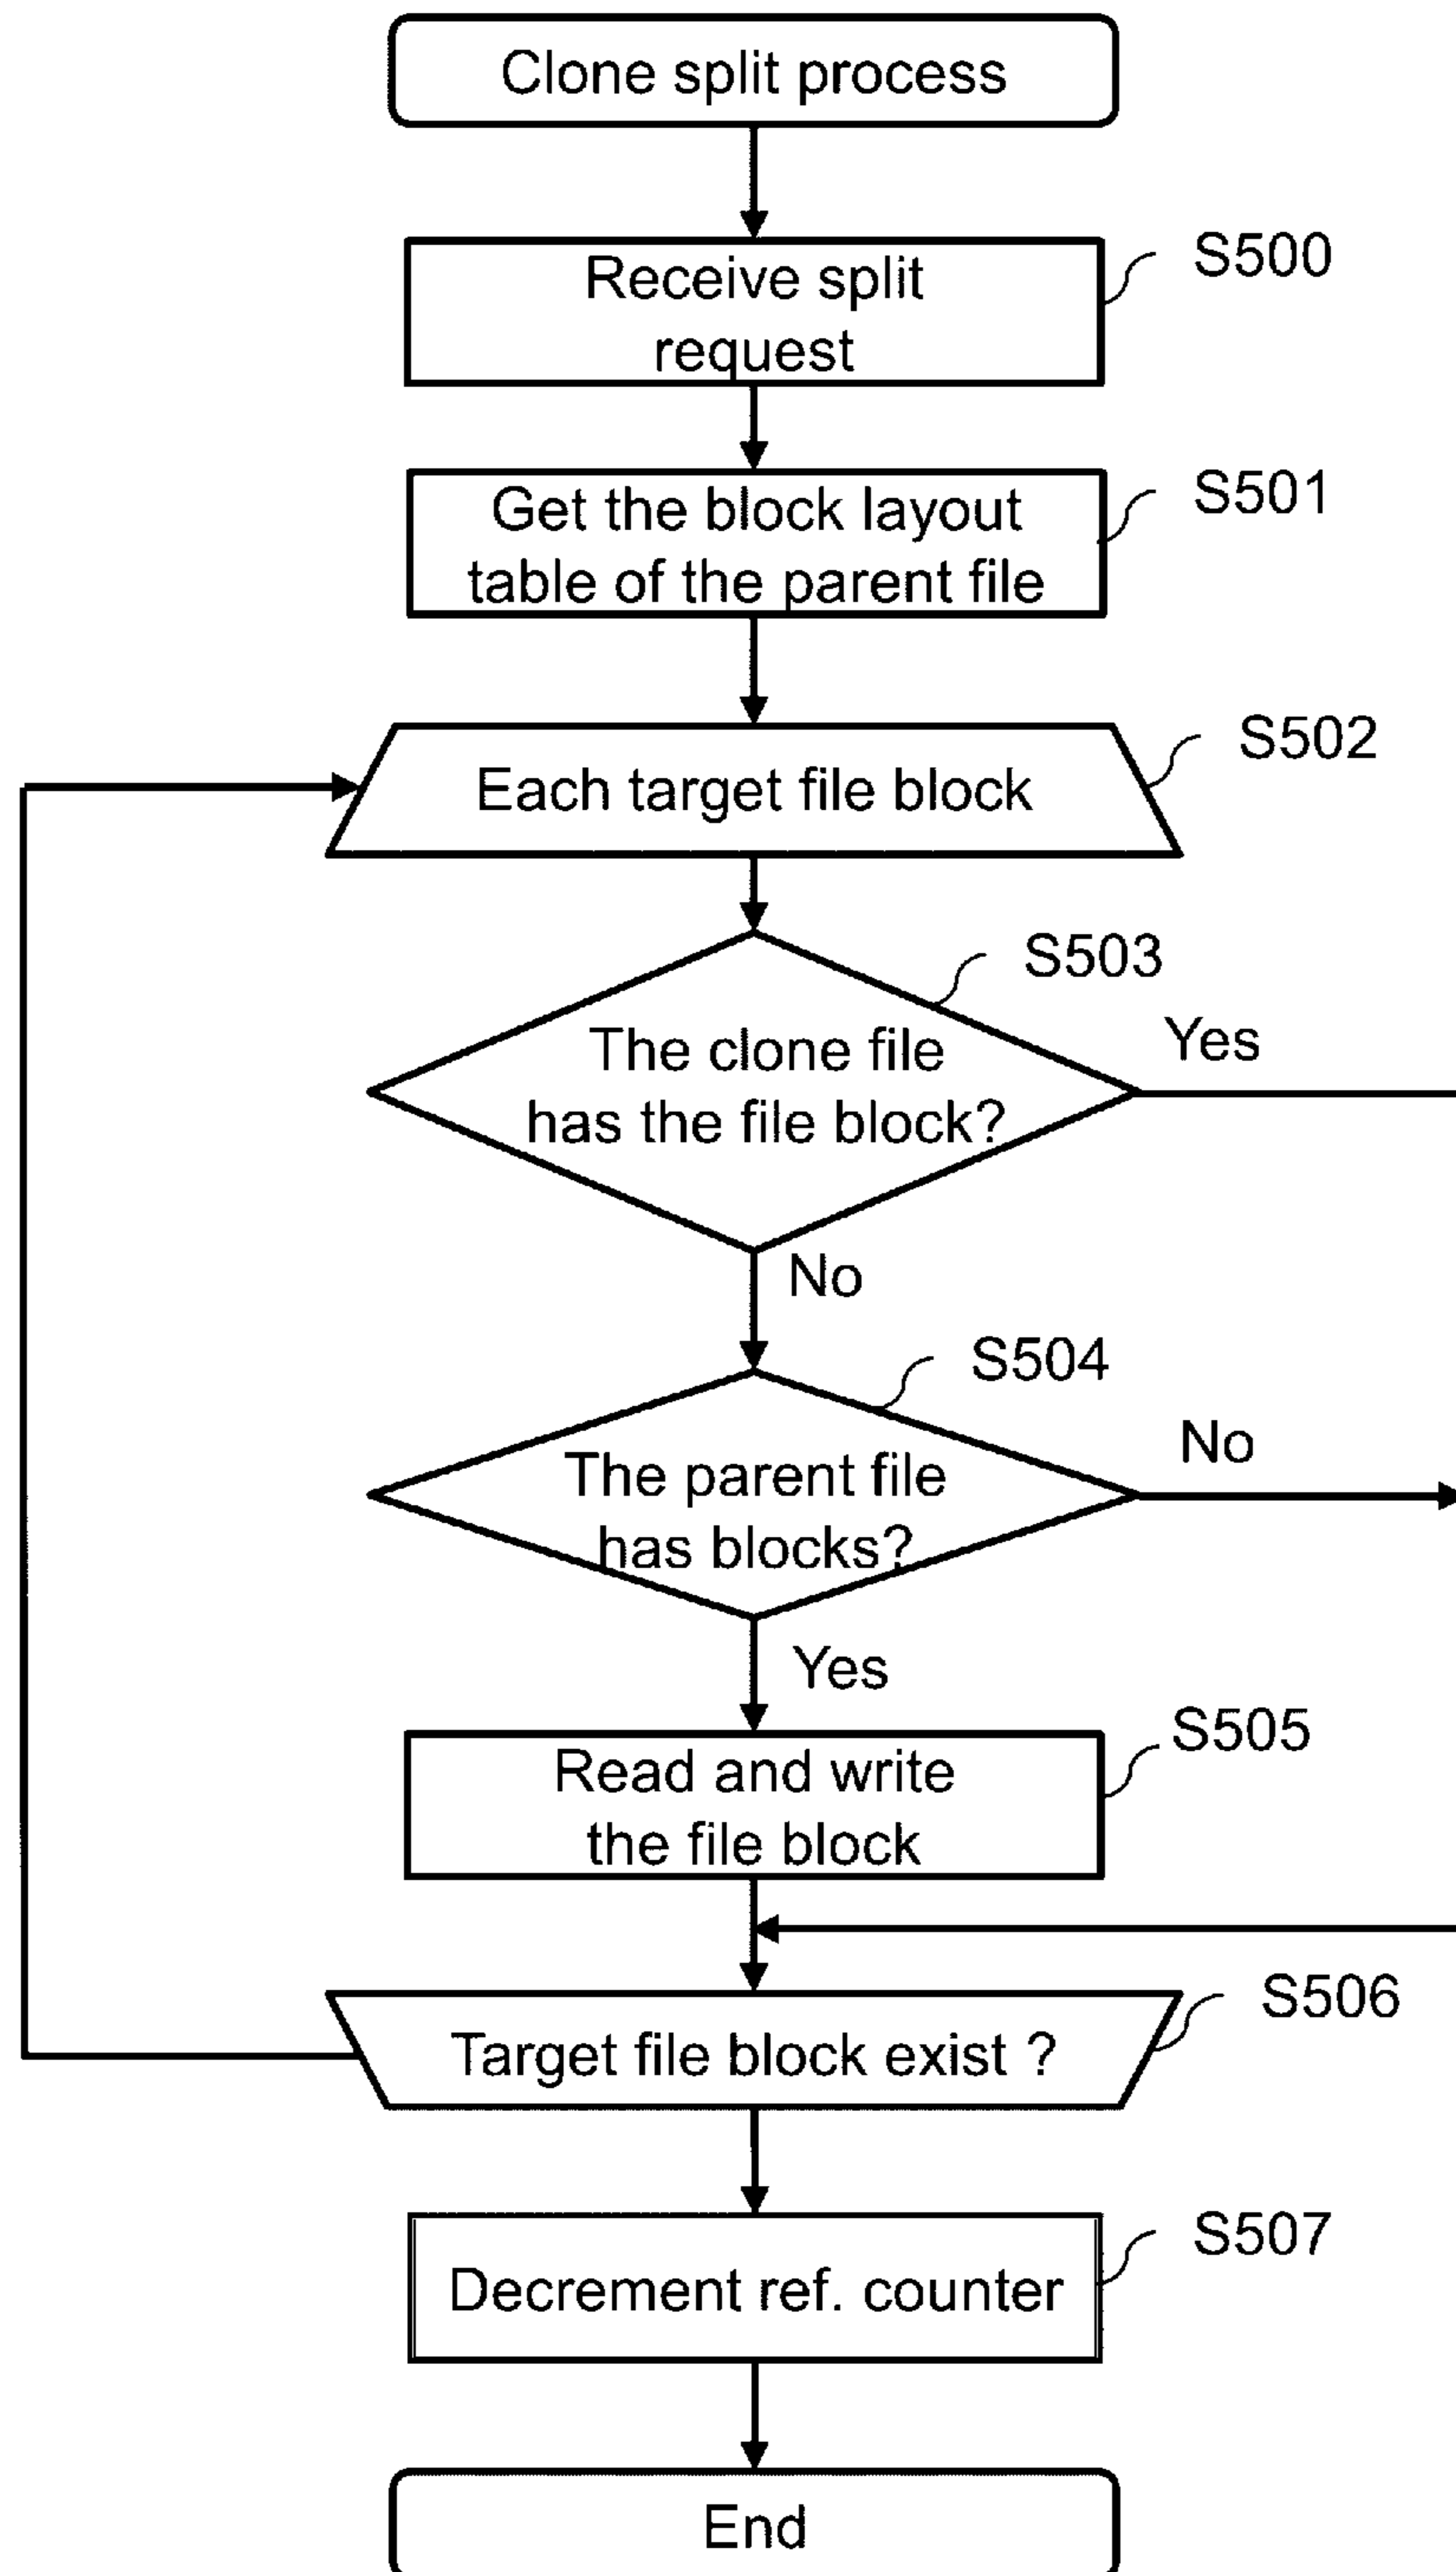 Clone split process
S500
Receive split
request
S501
Get the block layout
table of the parent file
S502
Each target file block
S503
Yes
The clone file
has the file block?
No
S504
No
The parent file
has blocks?
Yes
S505
Read and write
the file block
S506
Target file block exist ?
S507
Decrement ref. counter
End